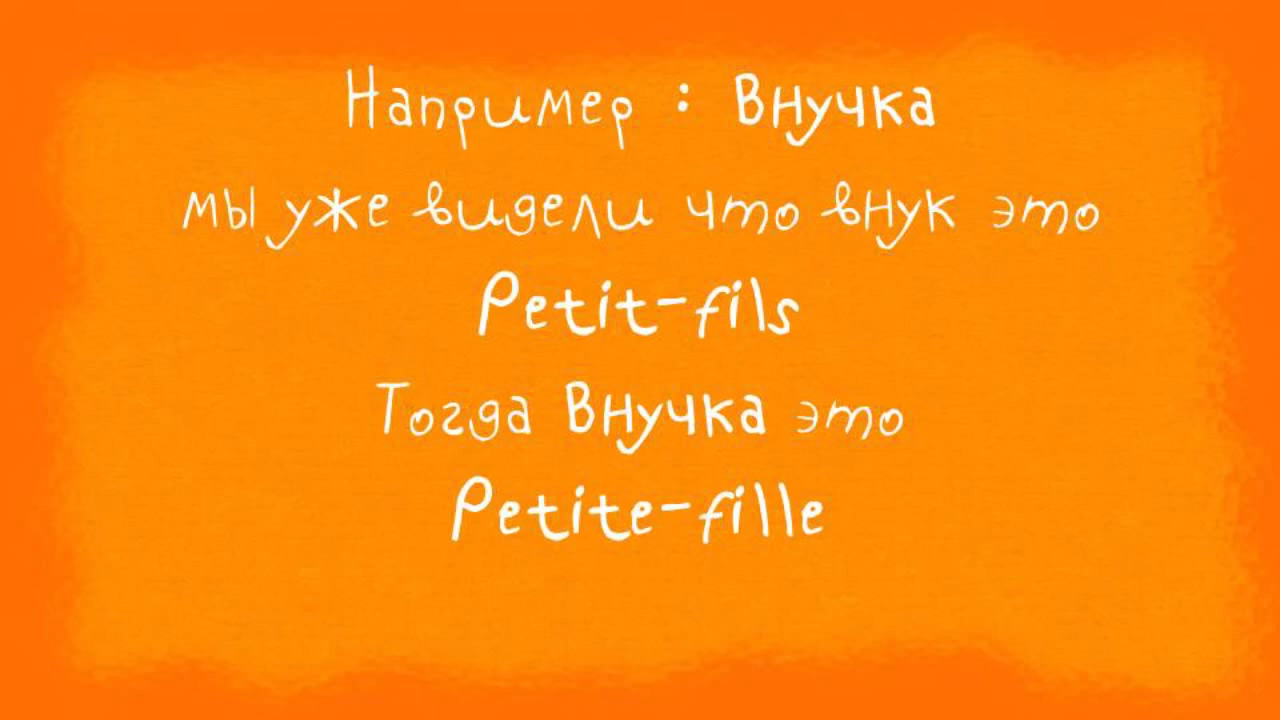 Например : Внучка
мы уже видели что внук это
Petit-fils
Тогда Внучка это
Petite-fille